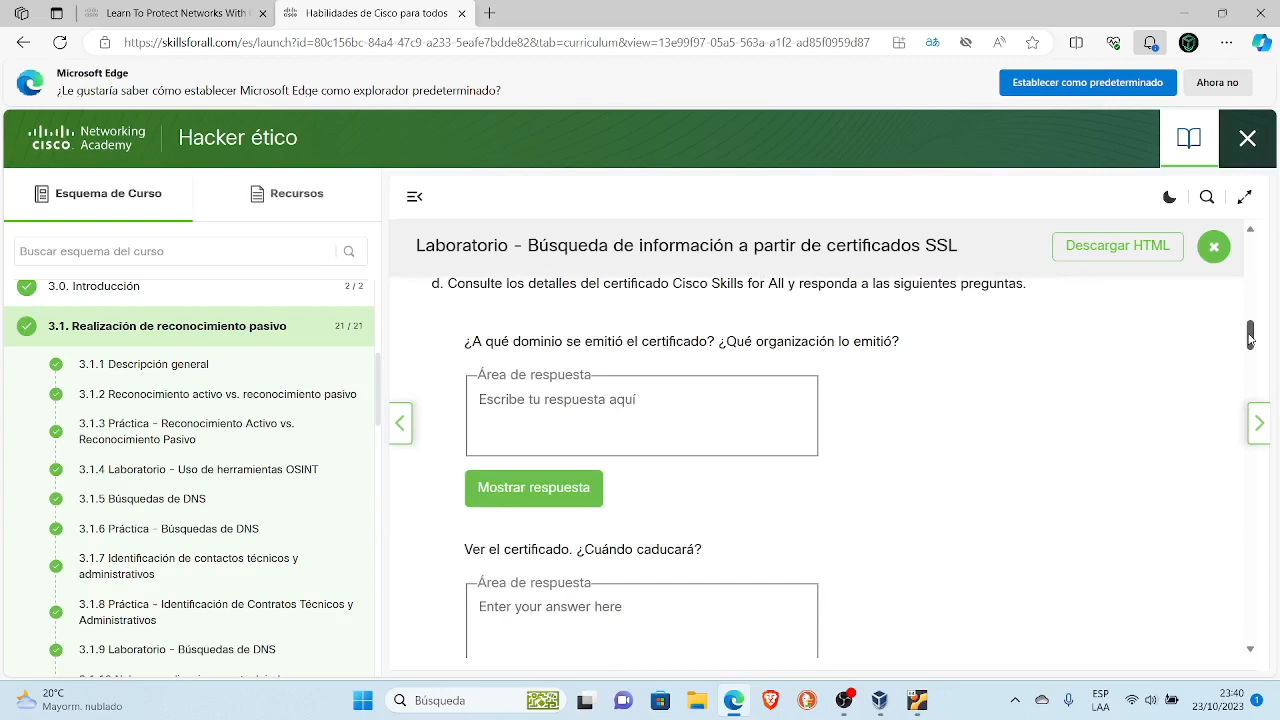 Learn To Protect Networks With
Habilidades de Cisco para todos
https://skillsforall.com/es/launch?id=80c156bc-84a4-47c9-a233-5eafe7bdde82&tab=curriculum&view=13e99f97-05a5-563a-a1f2-ad85f0959d87
Microsoft Edge
¿Le gustaría saber cómo establecer Microsoft Edge como navegador predeterminado?
Establecer como predeterminado
Ahora no
Networking
CISCO. Academy
Hacker ético
Esquema de Curso
Recursos
Buscar esquema del curso
3.0. Introducción
2 / 2
3.1. Realización de reconocimiento pasivo
21 / 21
3.1.1 Descripción general
3.1.2 Reconocimiento activo vs. reconocimiento pasivo
3.1.3 Práctica - Reconocimiento Activo vs.
Reconocimiento Pasivo
3.1.4 Laboratorio - Uso de herramientas OSINT
3.1.5 Búsquedas de DNS
3.1.6 Práctica - Búsquedas de DNS
3.1.7 Identificación de contactos técnicos y
administrativos
3.1.8 Práctica - Identificación de Contratos Técnicos y
Administrativos
3.1.9 Laboratorio - Búsquedas de DNS
Laboratorio - Búsqueda de información a partir de certificados SSL
Descargar HTML
d. Consulte los detalles del certificado Cisco Skills for All y responda a las siguientes preguntas.
¿A qué dominio se emitió el certificado? ¿Qué organización lo emitió?
Área de respuesta
Escribe tu respuesta aquí
Mostrar respuesta
Ver el certificado. ¿Cuándo caducará?
Área de respuesta
Enter your answer here
20°C
Mayorm. nublado
Búsqueda
ESP
LAA
23:40
23/10/2023
1